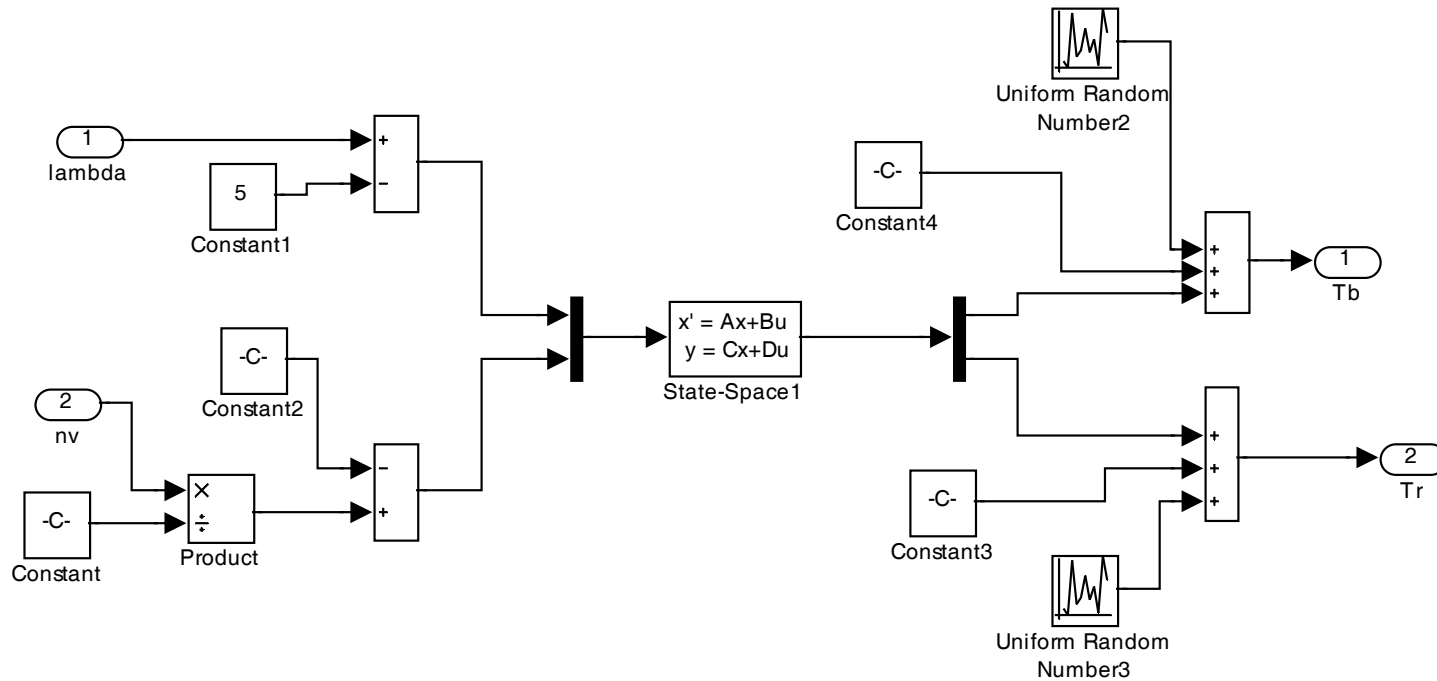 Uniform Random
Number2
1
lambda
+
−
5
Constant1
-C-
Constant4
+
+
+
1
Tb
x' = Ax+Bu
y = Cx+Du
State-Space1
-C-
Constant2
2
nv
×
÷
Product
-C-
Constant
−
+
+
+
+
2
Tr
-C-
Constant3
Uniform Random
Number3